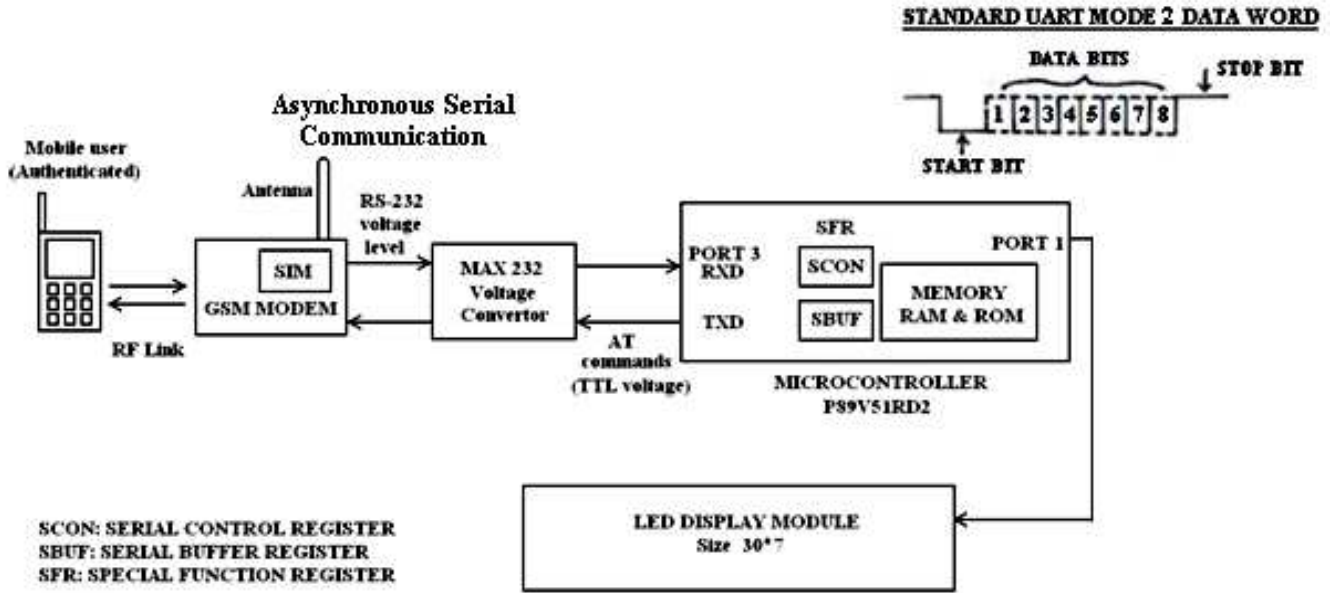 STANDARD UART MODE 2 DATA WORD
DATA BITS
STOP BIT
1 2 3 4 5 6 7 8
START BIT
Asynchronous Serial
Communication
Mobile user
(Authenticated)
Antenna
RS-232
voltage
level
SIM
GSM MODEM
RF Link
MAX 232
Voltage
Convertor
AT
commands
(TTL voltage)
PORT 3
RXD
TXD
SFR
SCON
SBUF
MEMORY
RAM & ROM
PORT 1
MICROCONTROLLER
P89V51RD2
LED DISPLAY MODULE
Size 30*7
SCON: SERIAL CONTROL REGISTER
SBUF: SERIAL BUFFER REGISTER
SFR: SPECIAL FUNCTION REGISTER